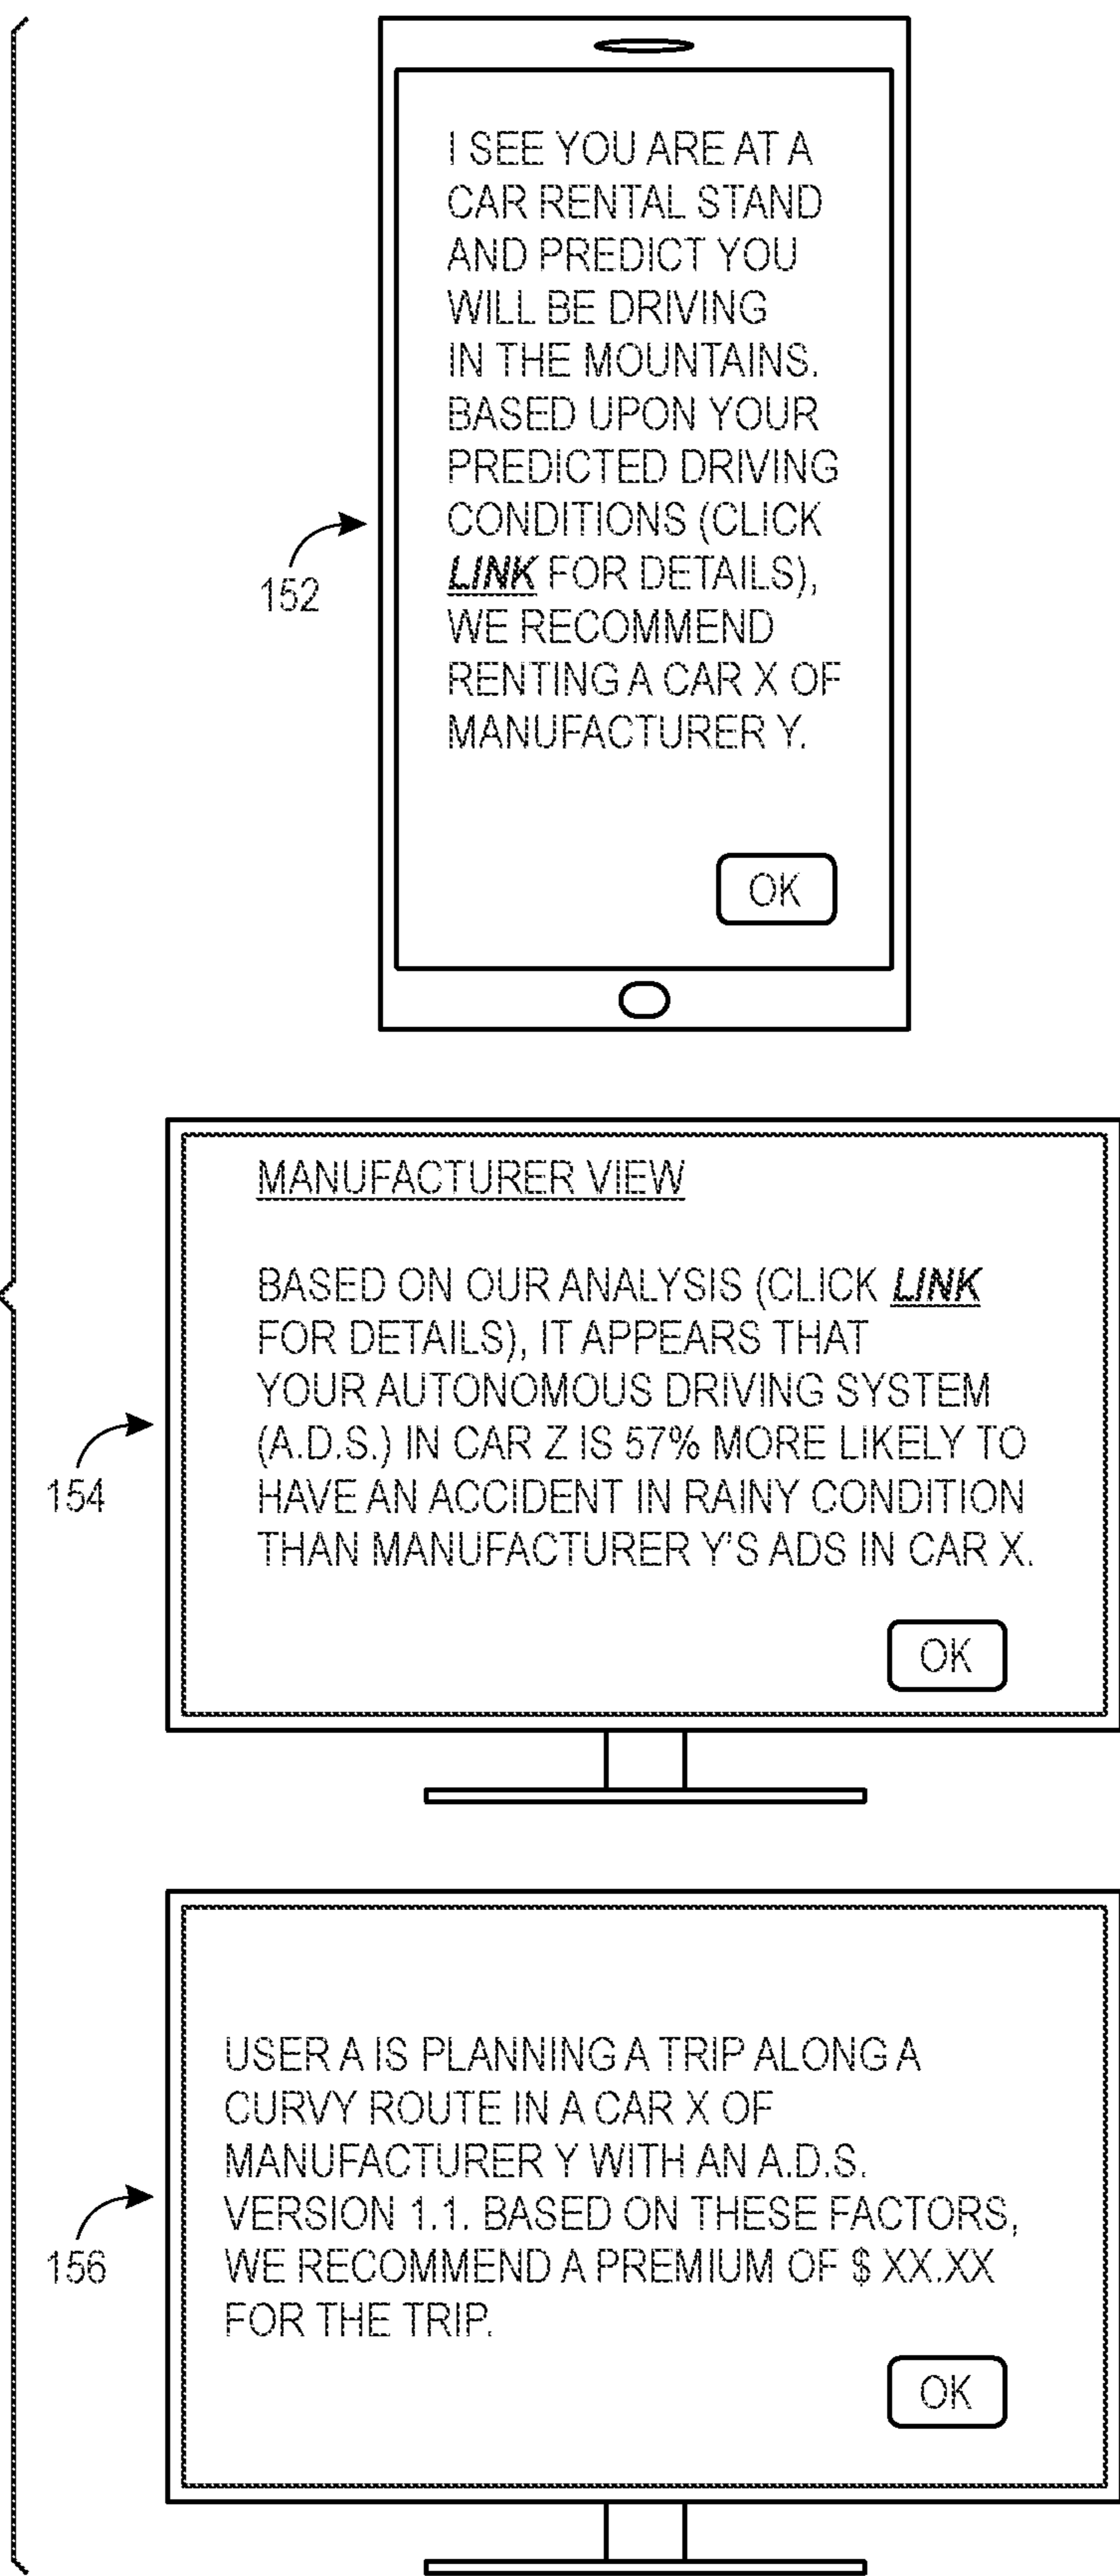 I SEE YOU ARE AT A
CAR RENTAL STAND
AND PREDICT YOU
WILL BE DRIVING
IN THE MOUNTAINS.
BASED UPON YOUR
PREDICTED DRIVING
CONDITIONS (CLICK
LINK FOR DETAILS),
WE RECOMMEND
RENTING A CAR X OF
MANUFACTURER Y.
OK
152
MANUFACTURER VIEW
BASED ON OUR ANALYSIS (CLICK LINK
FOR DETAILS), IT APPEARS THAT
YOUR AUTONOMOUS DRIVING SYSTEM
(A.D.S.) IN CAR Z IS 57% MORE LIKELY TO
HAVE AN ACCIDENT IN RAINY CONDITION
THAN MANUFACTURER Y'S ADS IN CAR X.
OK
154
USER A IS PLANNING A TRIP ALONG A
CURVY ROUTE IN A CAR X OF
MANUFACTURER Y WITH AN A.D.S.
VERSION 1.1. BASED ON THESE FACTORS,
WE RECOMMEND A PREMIUM OF $ XX.XX
FOR THE TRIP.
OK
156